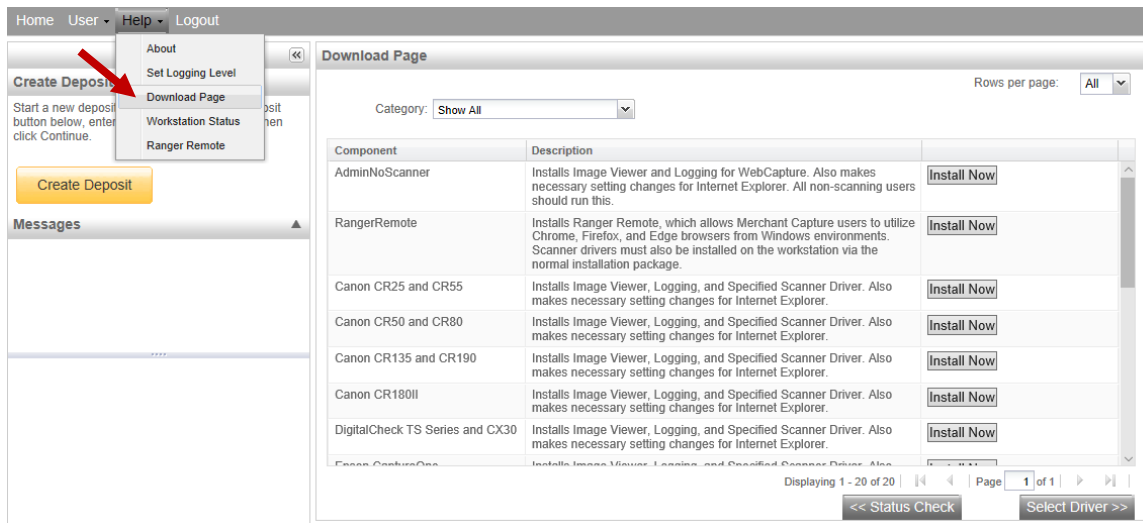 Home User Help Logout
About
Set Logging Level
Download Page
Workstation Status
Ranger Remote
Create Deposit
Start a new deposit
button below, enter
click Continue.
Create Deposit
Messages
Download Page
Rows per page: All
Category: Show All
Component Description
AdminNoScanner Installs Image Viewer and Logging for WebCapture. Also makes Install Now
necessary setting changes for Internet Explorer. All non-scanning users
should run this.
RangerRemote Installs Ranger Remote, which allows Merchant Capture users to utilize Install Now
Chrome, Firefox, and Edge browsers from Windows environments.
Scanner drivers must also be installed on the workstation via the
normal installation package.
Canon CR25 and CR55 Installs Image Viewer, Logging, and Specified Scanner Driver. Also Install Now
makes necessary setting changes for Internet Explorer.
Canon CR50 and CR80 Installs Image Viewer, Logging, and Specified Scanner Driver. Also Install Now
makes necessary setting changes for Internet Explorer.
Canon CR135 and CR190 Installs Image Viewer, Logging, and Specified Scanner Driver. Also Install Now
makes necessary setting changes for Internet Explorer.
Canon CR180II Installs Image Viewer, Logging, and Specified Scanner Driver. Also Install Now
makes necessary setting changes for Internet Explorer.
DigitalCheck TS Series and CX30 Installs Image Viewer, Logging, and Specified Scanner Driver. Also Install Now
makes necessary setting changes for Internet Explorer.
Epson CaptureOne Installs Image Viewer, Logging, and Specified Scanner Driver. Also
Displaying 1 - 20 of 20 Page 1 of 1
<< Status Check Select Driver >>